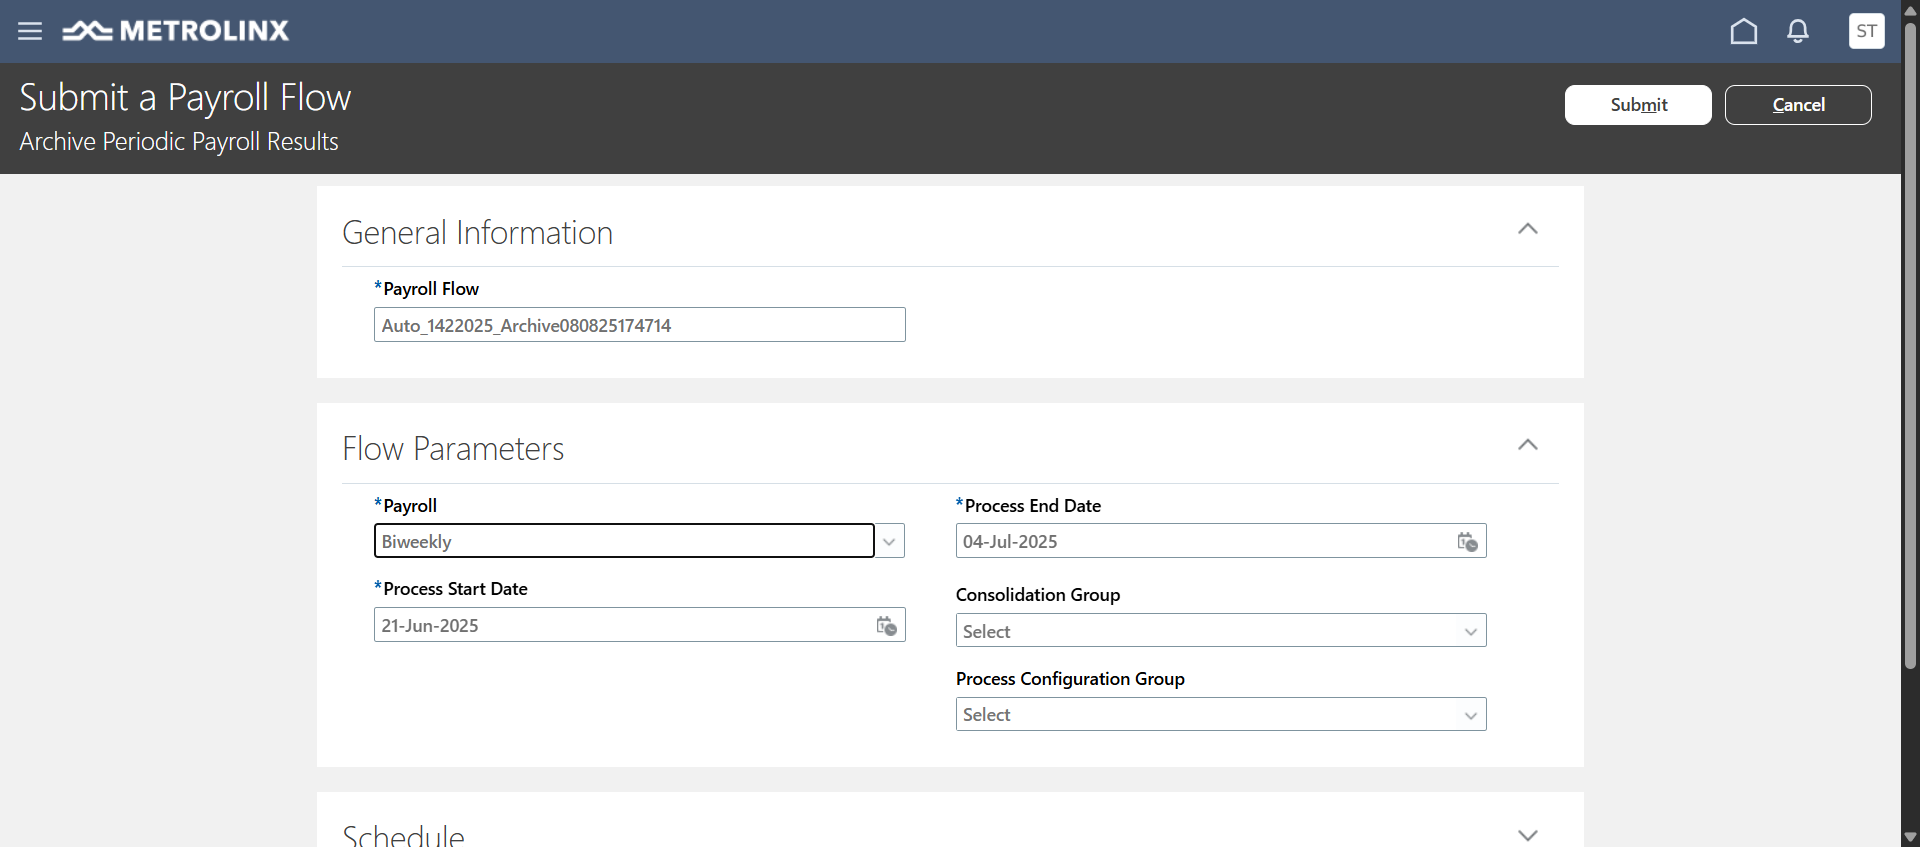 METROLINX
ST
Submit a Payroll Flow
Archive Periodic Payroll Results
Submit
Cancel
General Information
*Payroll Flow
Auto_1422025_Archive080825174714
Flow Parameters
*Payroll
Biweekly
*Process Start Date
21-Jun-2025
*Process End Date
04-Jul-2025
Consolidation Group
Select
Process Configuration Group
Select
Schedule